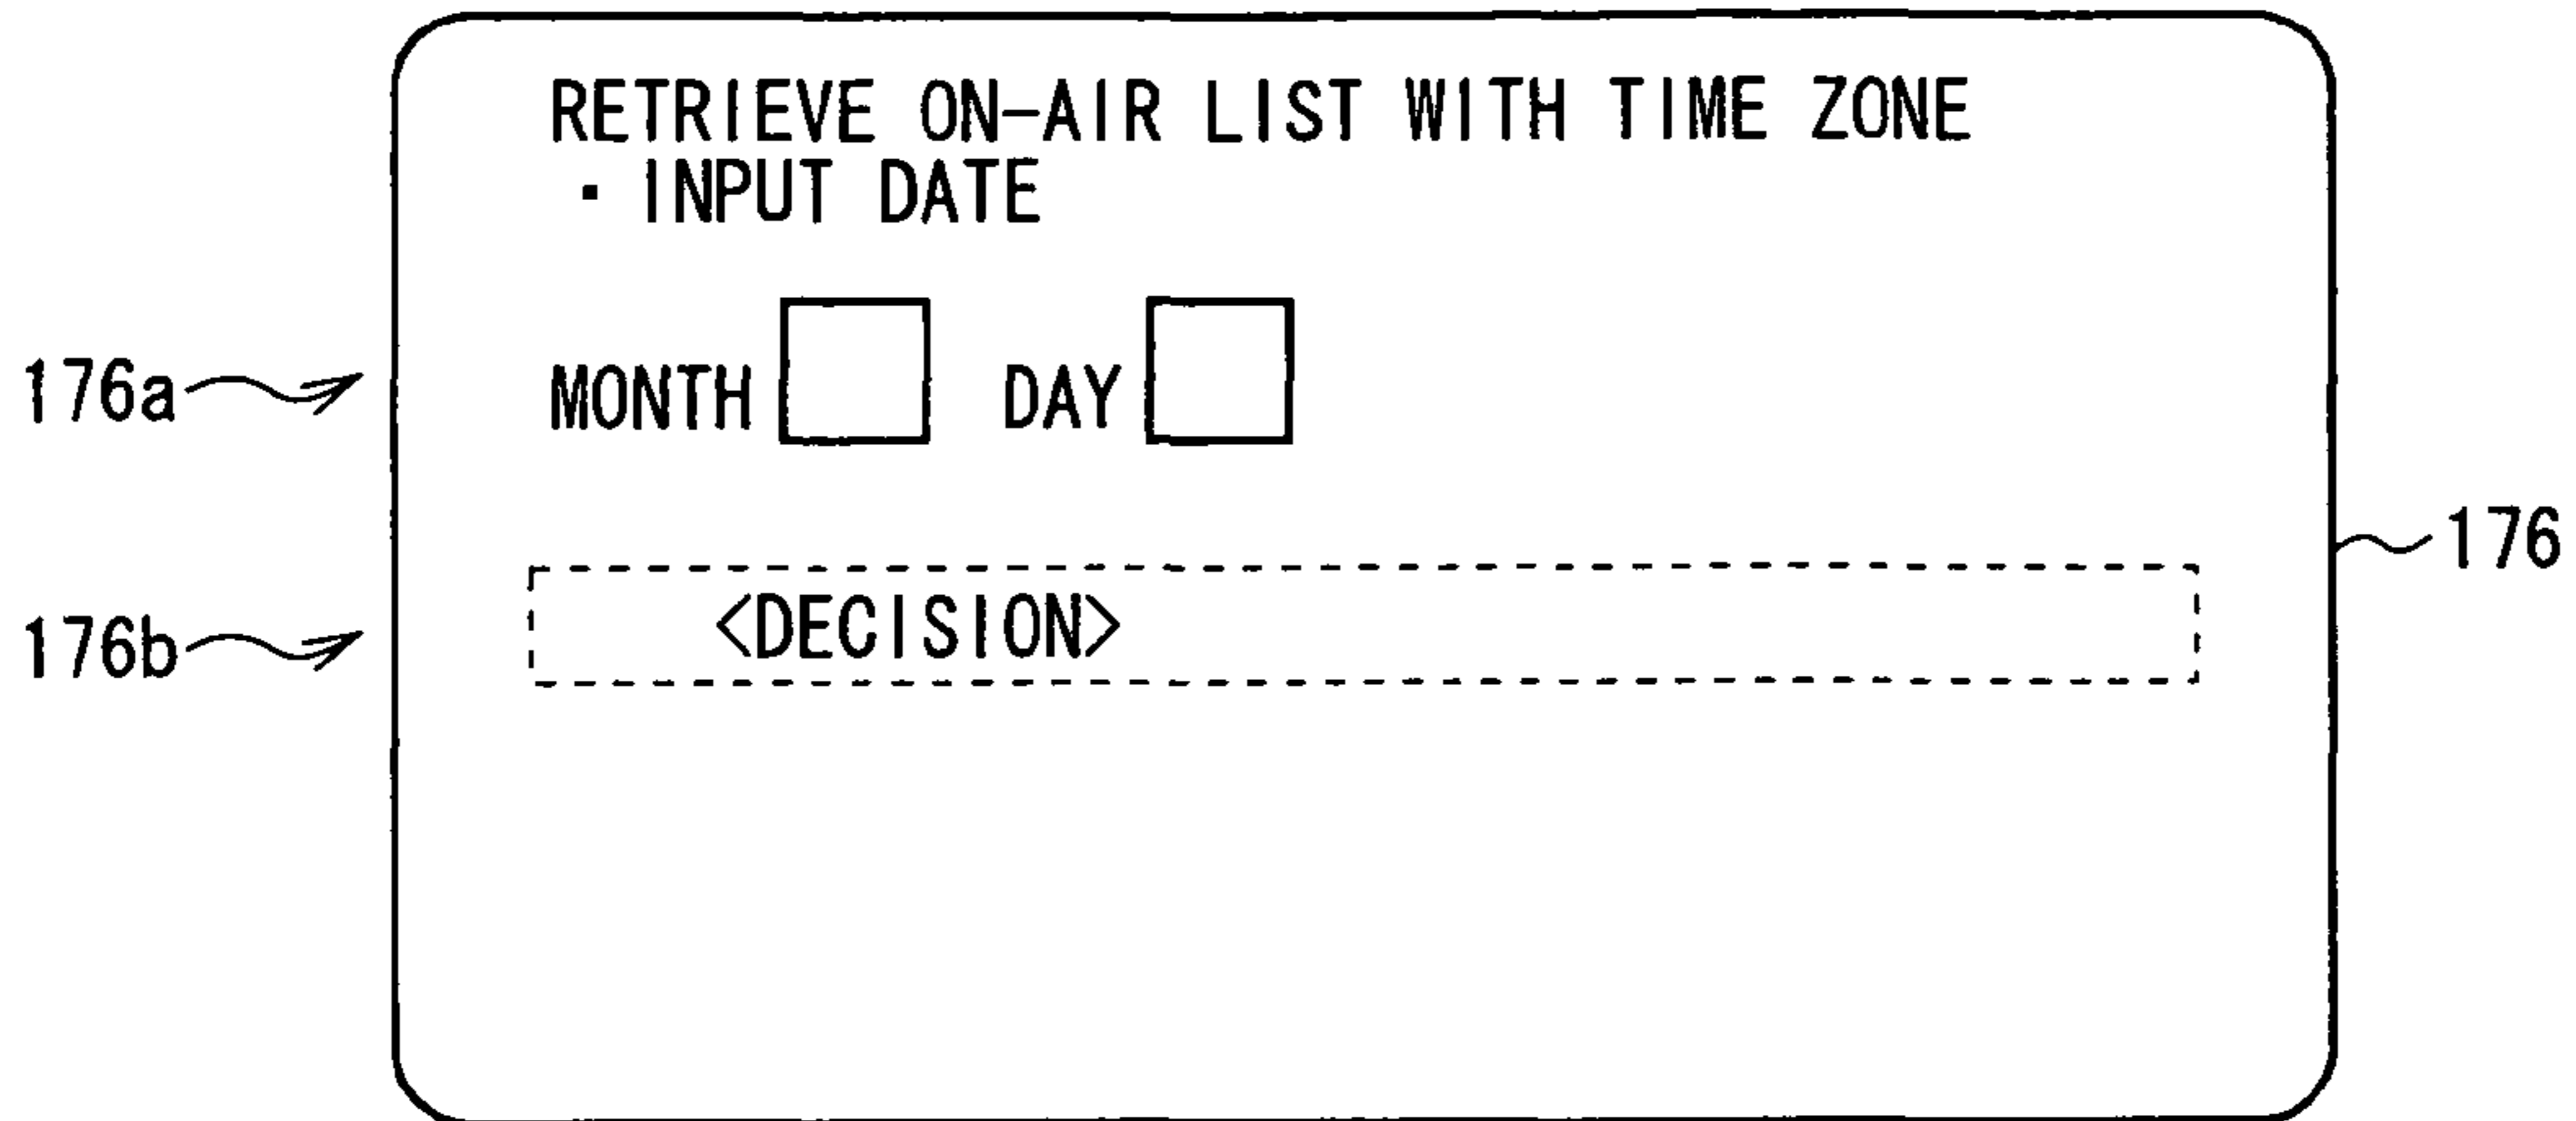 RETRIEVE ON-AIR LIST WITH TIME ZONE
・INPUT DATE
176a MONTH DAY
176
176b <DECISION>